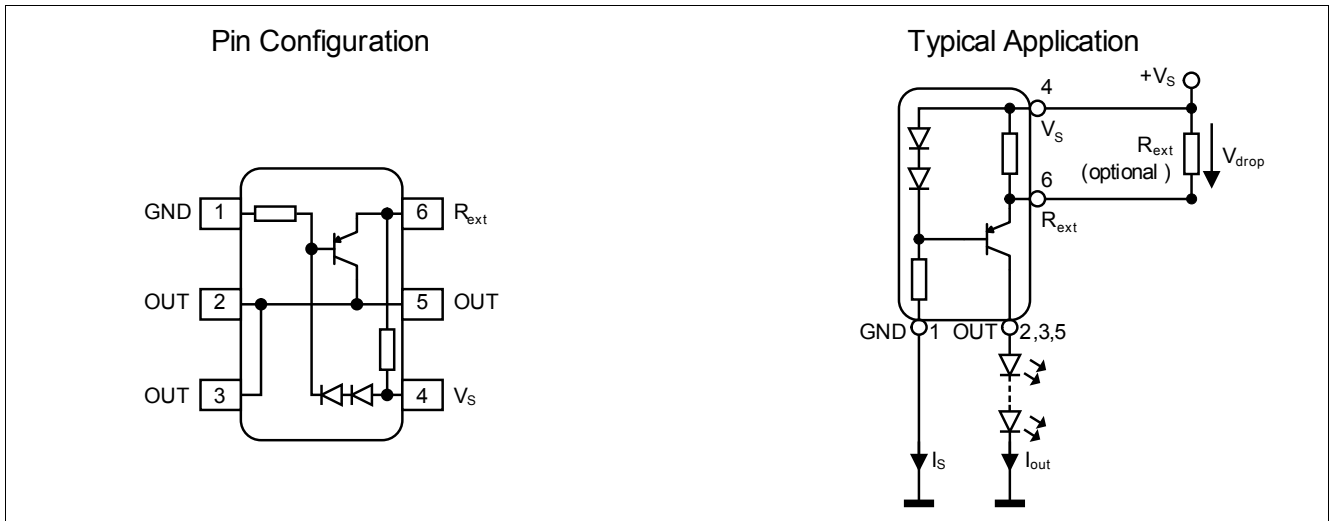 Pin Configuration
GND 1
6 Rext
OUT 2
5 OUT
OUT 3
4 VS
Typical Application
+VS
4
VS
Rext
(optional )
Vdrop
6
Rext
GND 1
OUT 2,3,5
IS
Iout